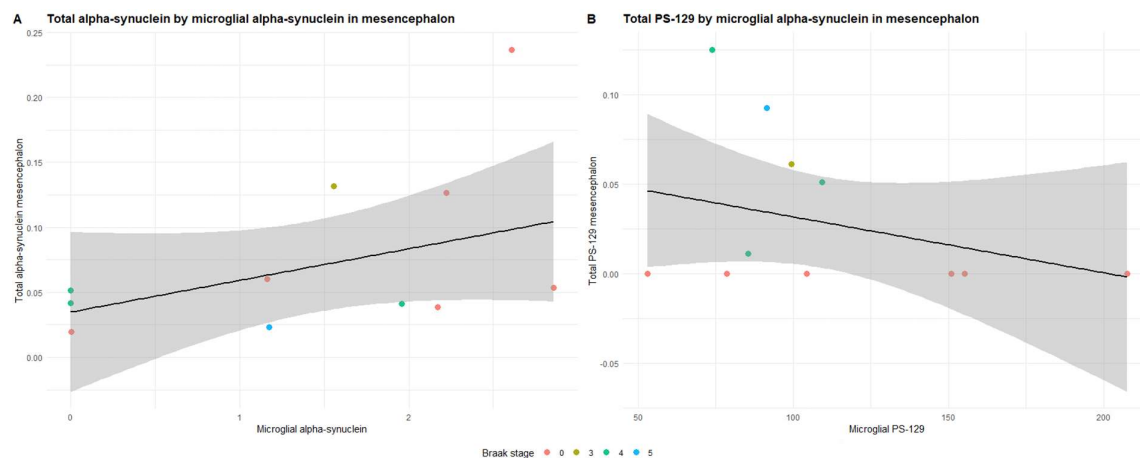 A Total alpha-synuclein by microglial alpha-synuclein in mesencephalon
0.25
0.20
0.15
0.10
0.05
0.00
Total alpha-synuclein mesencephalon
0 1 2
Microglial alpha-synuclein
B Total PS-129 by microglial alpha-synuclein in mesencephalon
0.10
0.05
0.00
-0.05
Total PS-129 mesencephalon
50 100 150 200
Microglial PS-129
Braak stage 0 3 4 5